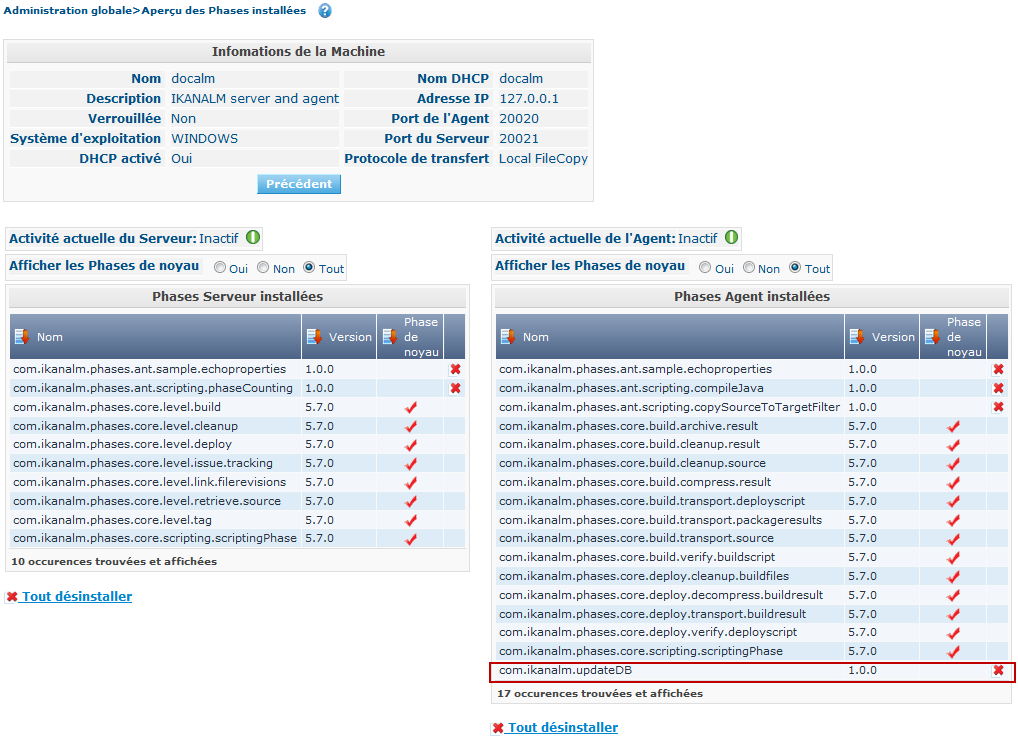 Administration globale>Aperçu des Phases installées ?
Infomations de la Machine
Nom docalm Nom DHCP docalm
Description IKANALM server and agent Adresse IP 127.0.0.1
Verrouillée Non Port de l'Agent 20020
Système d'exploitation WINDOWS Port du Serveur 20021
DHCP activé Oui Protocole de transfert Local FileCopy
Précédent
Activité actuelle du Serveur: Inactif
Afficher les Phases de noyau Oui Non Tout
Phases Serveur installées
Nom Version Phase de noyau
com.ikanalm.phases.ant.sample.echoproperties 1.0.0
com.ikanalm.phases.ant.scripting.phaseCounting 1.0.0
com.ikanalm.phases.core.level.build 5.7.0
com.ikanalm.phases.core.level.cleanup 5.7.0
com.ikanalm.phases.core.level.deploy 5.7.0
com.ikanalm.phases.core.level.issue.tracking 5.7.0
com.ikanalm.phases.core.level.link.filerevisions 5.7.0
com.ikanalm.phases.core.level.retrieve.source 5.7.0
com.ikanalm.phases.core.level.tag 5.7.0
com.ikanalm.phases.core.scripting.scriptingPhase 5.7.0
10 occurences trouvées et affichées
Tout désinstaller
Activité actuelle de l'Agent: Inactif
Afficher les Phases de noyau Oui Non Tout
Phases Agent installées
Nom Version Phase de noyau
com.ikanalm.phases.ant.sample.echoproperties 1.0.0
com.ikanalm.phases.ant.scripting.compileJava 1.0.0
com.ikanalm.phases.ant.scripting.copySourceToTargetFilter 1.0.0
com.ikanalm.phases.core.build.archive.result 5.7.0
com.ikanalm.phases.core.build.cleanup.result 5.7.0
com.ikanalm.phases.core.build.cleanup.source 5.7.0
com.ikanalm.phases.core.build.compress.result 5.7.0
com.ikanalm.phases.core.build.transport.deployscript 5.7.0
com.ikanalm.phases.core.build.transport.packageresults 5.7.0
com.ikanalm.phases.core.build.transport.source 5.7.0
com.ikanalm.phases.core.build.verify.buildscript 5.7.0
com.ikanalm.phases.core.deploy.cleanup.buildfiles 5.7.0
com.ikanalm.phases.core.deploy.decompress.buildresult 5.7.0
com.ikanalm.phases.core.deploy.transport.buildresult 5.7.0
com.ikanalm.phases.core.deploy.verify.deployscript 5.7.0
com.ikanalm.phases.core.scripting.scriptingPhase 5.7.0
com.ikanalm.updateDB 1.0.0
17 occurences trouvées et affichées
Tout désinstaller